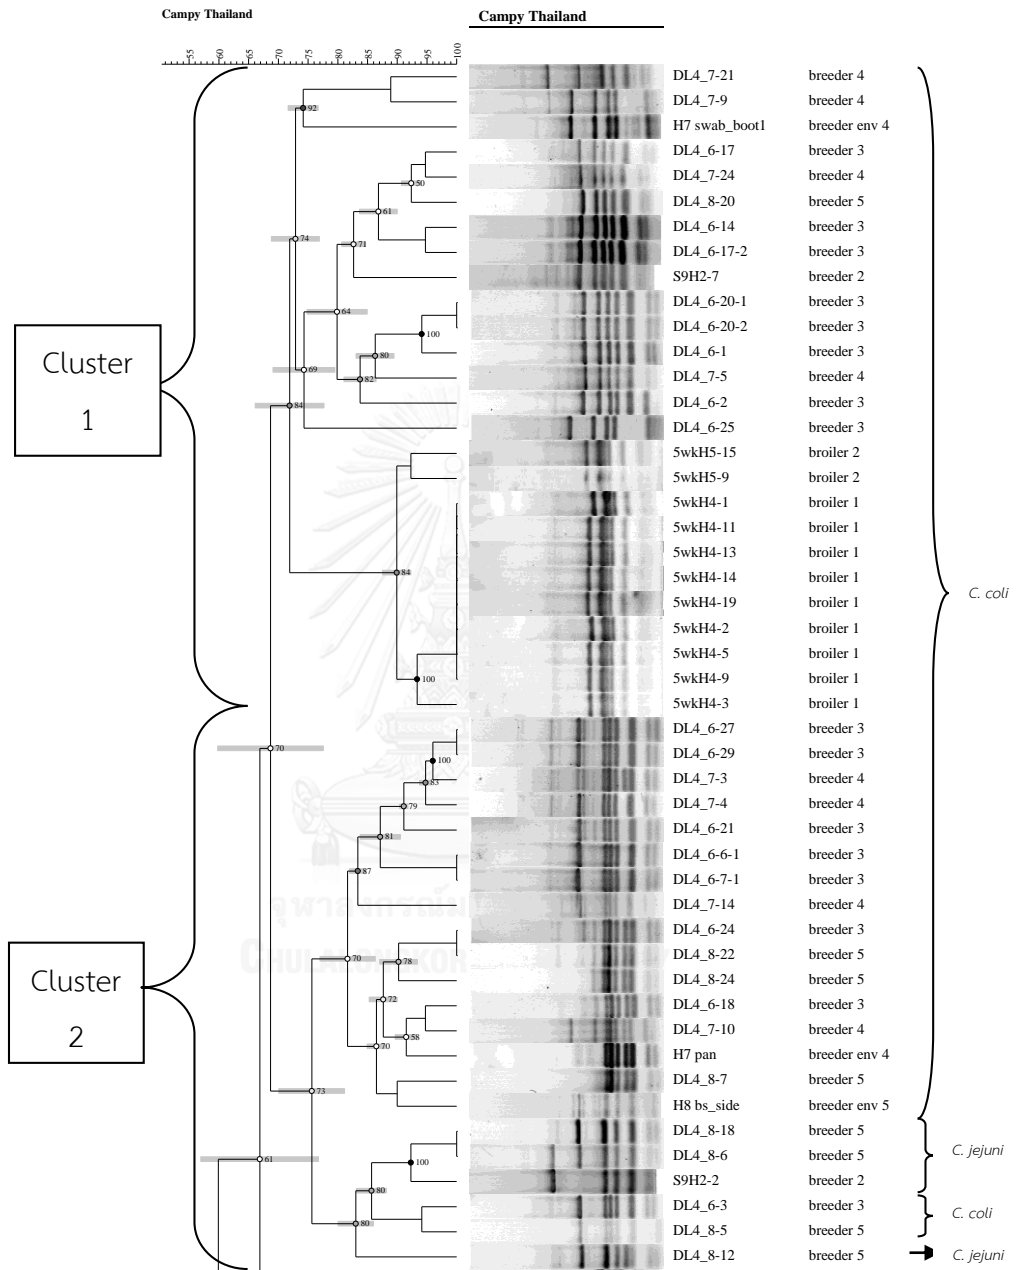 Campy Thailand
Campy Thailand
55 60 65 70 75 80 85 90 95 100
DL4_7-21 breeder 4
DL4_7-9 breeder 4
92
H7 swab_boot1 breeder env 4
DL4_6-17 breeder 3
DL4_7-24 breeder 4
50
DL4_8-20 breeder 5
61
DL4_6-14 breeder 3
74
71
DL4_6-17-2 breeder 3
S9H2-7 breeder 2
DL4_6-20-1 breeder 3
64
DL4_6-20-2 breeder 3
100
Cluster
1
DL4_6-1 breeder 3
80
69
DL4_7-5 breeder 4
82
DL4_6-2 breeder 3
84
DL4_6-25 breeder 3
5wkH5-15 broiler 2
5wkH5-9 broiler 2
5wkH4-1 broiler 1
5wkH4-11 broiler 1
5wkH4-13 broiler 1
84
5wkH4-14 broiler 1
C. coli
5wkH4-19 broiler 1
5wkH4-2 broiler 1
5wkH4-5 broiler 1
5wkH4-9 broiler 1
100
5wkH4-3 broiler 1
DL4_6-27 breeder 3
70
DL4_6-29 breeder 3
100
DL4_7-3 breeder 4
83
DL4_7-4 breeder 4
79
DL4_6-21 breeder 3
81
DL4_6-6-1 breeder 3
87
DL4_6-7-1 breeder 3
DL4_7-14 breeder 4
DL4_6-24 breeder 3
DL4_8-22 breeder 5
70
78
DL4_8-24 breeder 5
Cluster
2
72
DL4_6-18 breeder 3
DL4_7-10 breeder 4
58
70
H7 pan breeder env 4
DL4_8-7 breeder 5
73
H8 bs_side breeder env 5
DL4_8-18 breeder 5
C. jejuni
DL4_8-6 breeder 5
61
100
S9H2-2 breeder 2
80
DL4_6-3 breeder 3
C. coli
80
DL4_8-5 breeder 5
DL4_8-12 breeder 5
C. jejuni